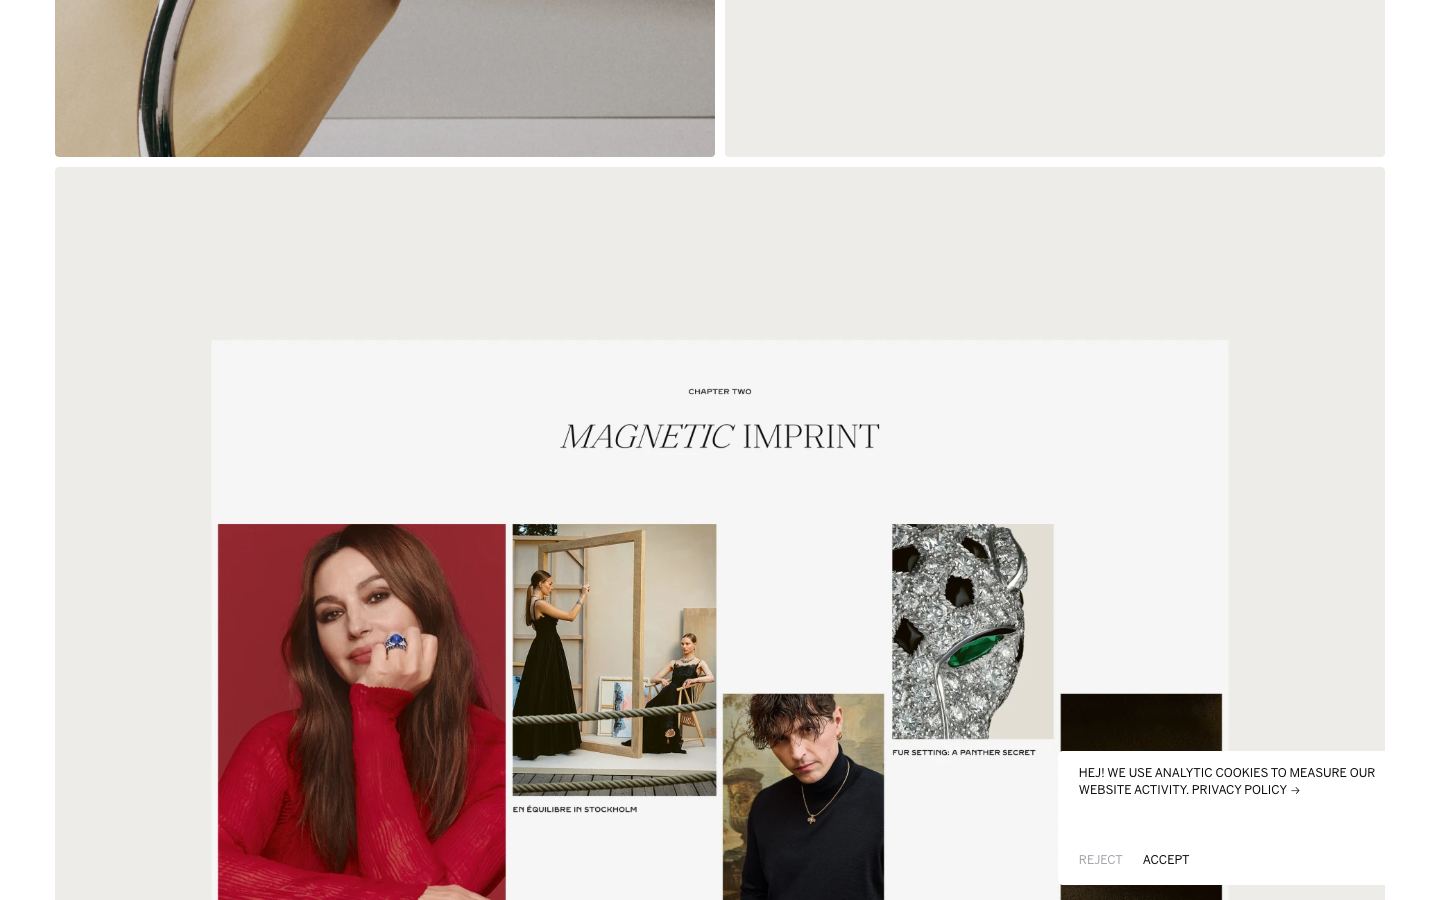 CHAPTER TWO
MAGNETIC IMPRINT
FUR SETTING: A PANTHER SECRET
EN ÉQUILIBRE IN STOCKHOLM
HEJ! WE USE ANALYTIC COOKIES TO MEASURE OUR
WEBSITE ACTIVITY. PRIVACY POLICY →
REJECT ACCEPT